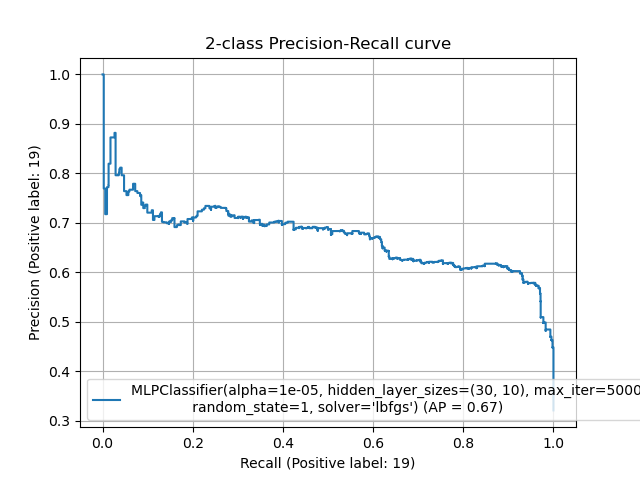 2-class Precision-Recall curve
1.0
0.9
0.8
0.7
0.6
0.5
0.4
0.3
Precision (Positive label: 19)
MLPClassifier(alpha=1e-05, hidden_layer_sizes=(30, 10), max_iter=5000
random_state=1, solver='lbfgs') (AP = 0.67)
0.0 0.2 0.4 0.6 0.8 1.0
Recall (Positive label: 19)